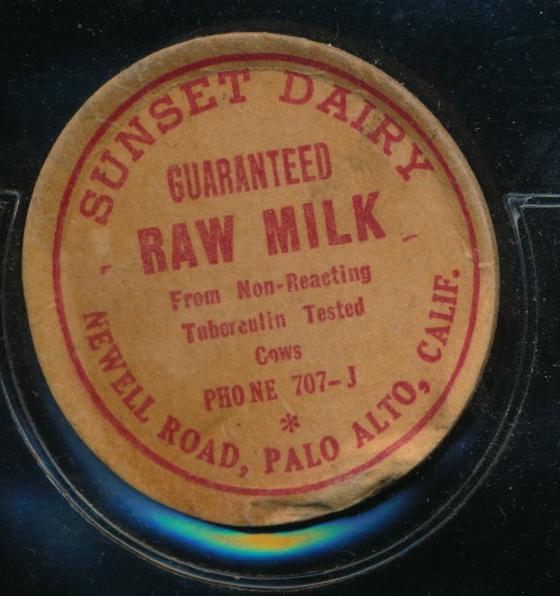 SUNSET DAIRY
GUARANTEED
RAW MILK
From Non-Reacting
Tuberculin Tested
Cows
PHONE 707-J
*
NEWELL ROAD, PALO ALTO, CALIF.